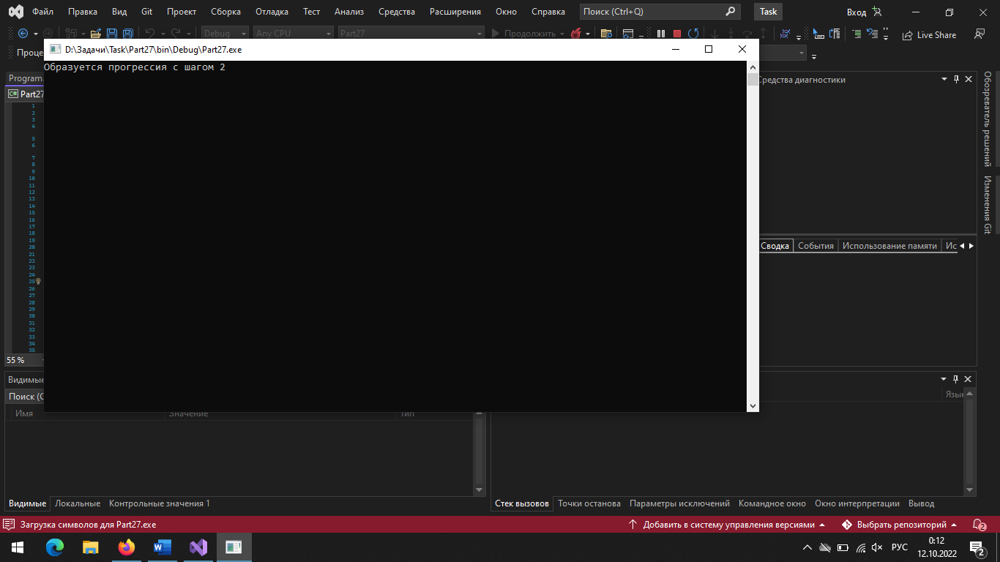 Файл Правка Вид Git Проект Сборка Отладка Тест Анализ Средства Расширения Окно Справка Поиск (Ctrl+Q) Task Вход
Debug Any CPU Part27 Продолжить Live Share
Проце
D:\Задачи\Task\Part27\bin\Debug\Part27.exe
Образуется прогрессия с шагом 2
Program.
C# Part27
1
2
3
4
5
6
7
8
9
10
11
12
13
14
15
16
17
18
19
20
21
22
23
24
25
26
27
28
29
30
31
32
33
34
35
55 %
Средства диагностики
Сводка События Использование памяти Ис
Обозреватель решений
Изменения Git
Видимые
Поиск (C
Имя Значение Тип
Язык
Видимые Локальные Контрольные значения 1
Стек вызовов Точки останова Параметры исключений Командное окно Окно интерпретации Вывод
Загрузка символов для Part27.exe Добавить в систему управления версиями Выбрать репозиторий 2
РУС 0:12
12.10.2022 2